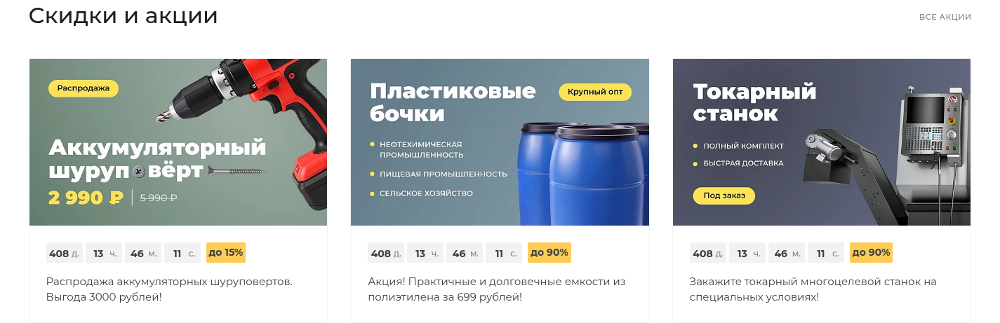 Скидки и акции
ВСЕ АКЦИИ
Распродажа
Аккумуляторный
шуруповёрт
2 990 ₽ 5 990 ₽
408 д. 13 ч. 46 м. 11 с. до 15%
Распродажа аккумуляторных шуруповертов.
Выгода 3000 рублей!
Пластиковые
бочки
Крупный опт
НЕФТЕХИМИЧЕСКАЯ
ПРОМЫШЛЕННОСТЬ
ПИЩЕВАЯ ПРОМЫШЛЕННОСТЬ
СЕЛЬСКОЕ ХОЗЯЙСТВО
408 д. 13 ч. 46 м. 11 с. до 90%
Акция! Практичные и долговечные емкости из
полиэтилена за 699 рублей!
Токарный
станок
ПОЛНЫЙ КОМПЛЕКТ
БЫСТРАЯ ДОСТАВКА
Под заказ
408 д. 13 ч. 46 м. 11 с. до 90%
Закажите токарный многоцелевой станок на
специальных условиях!